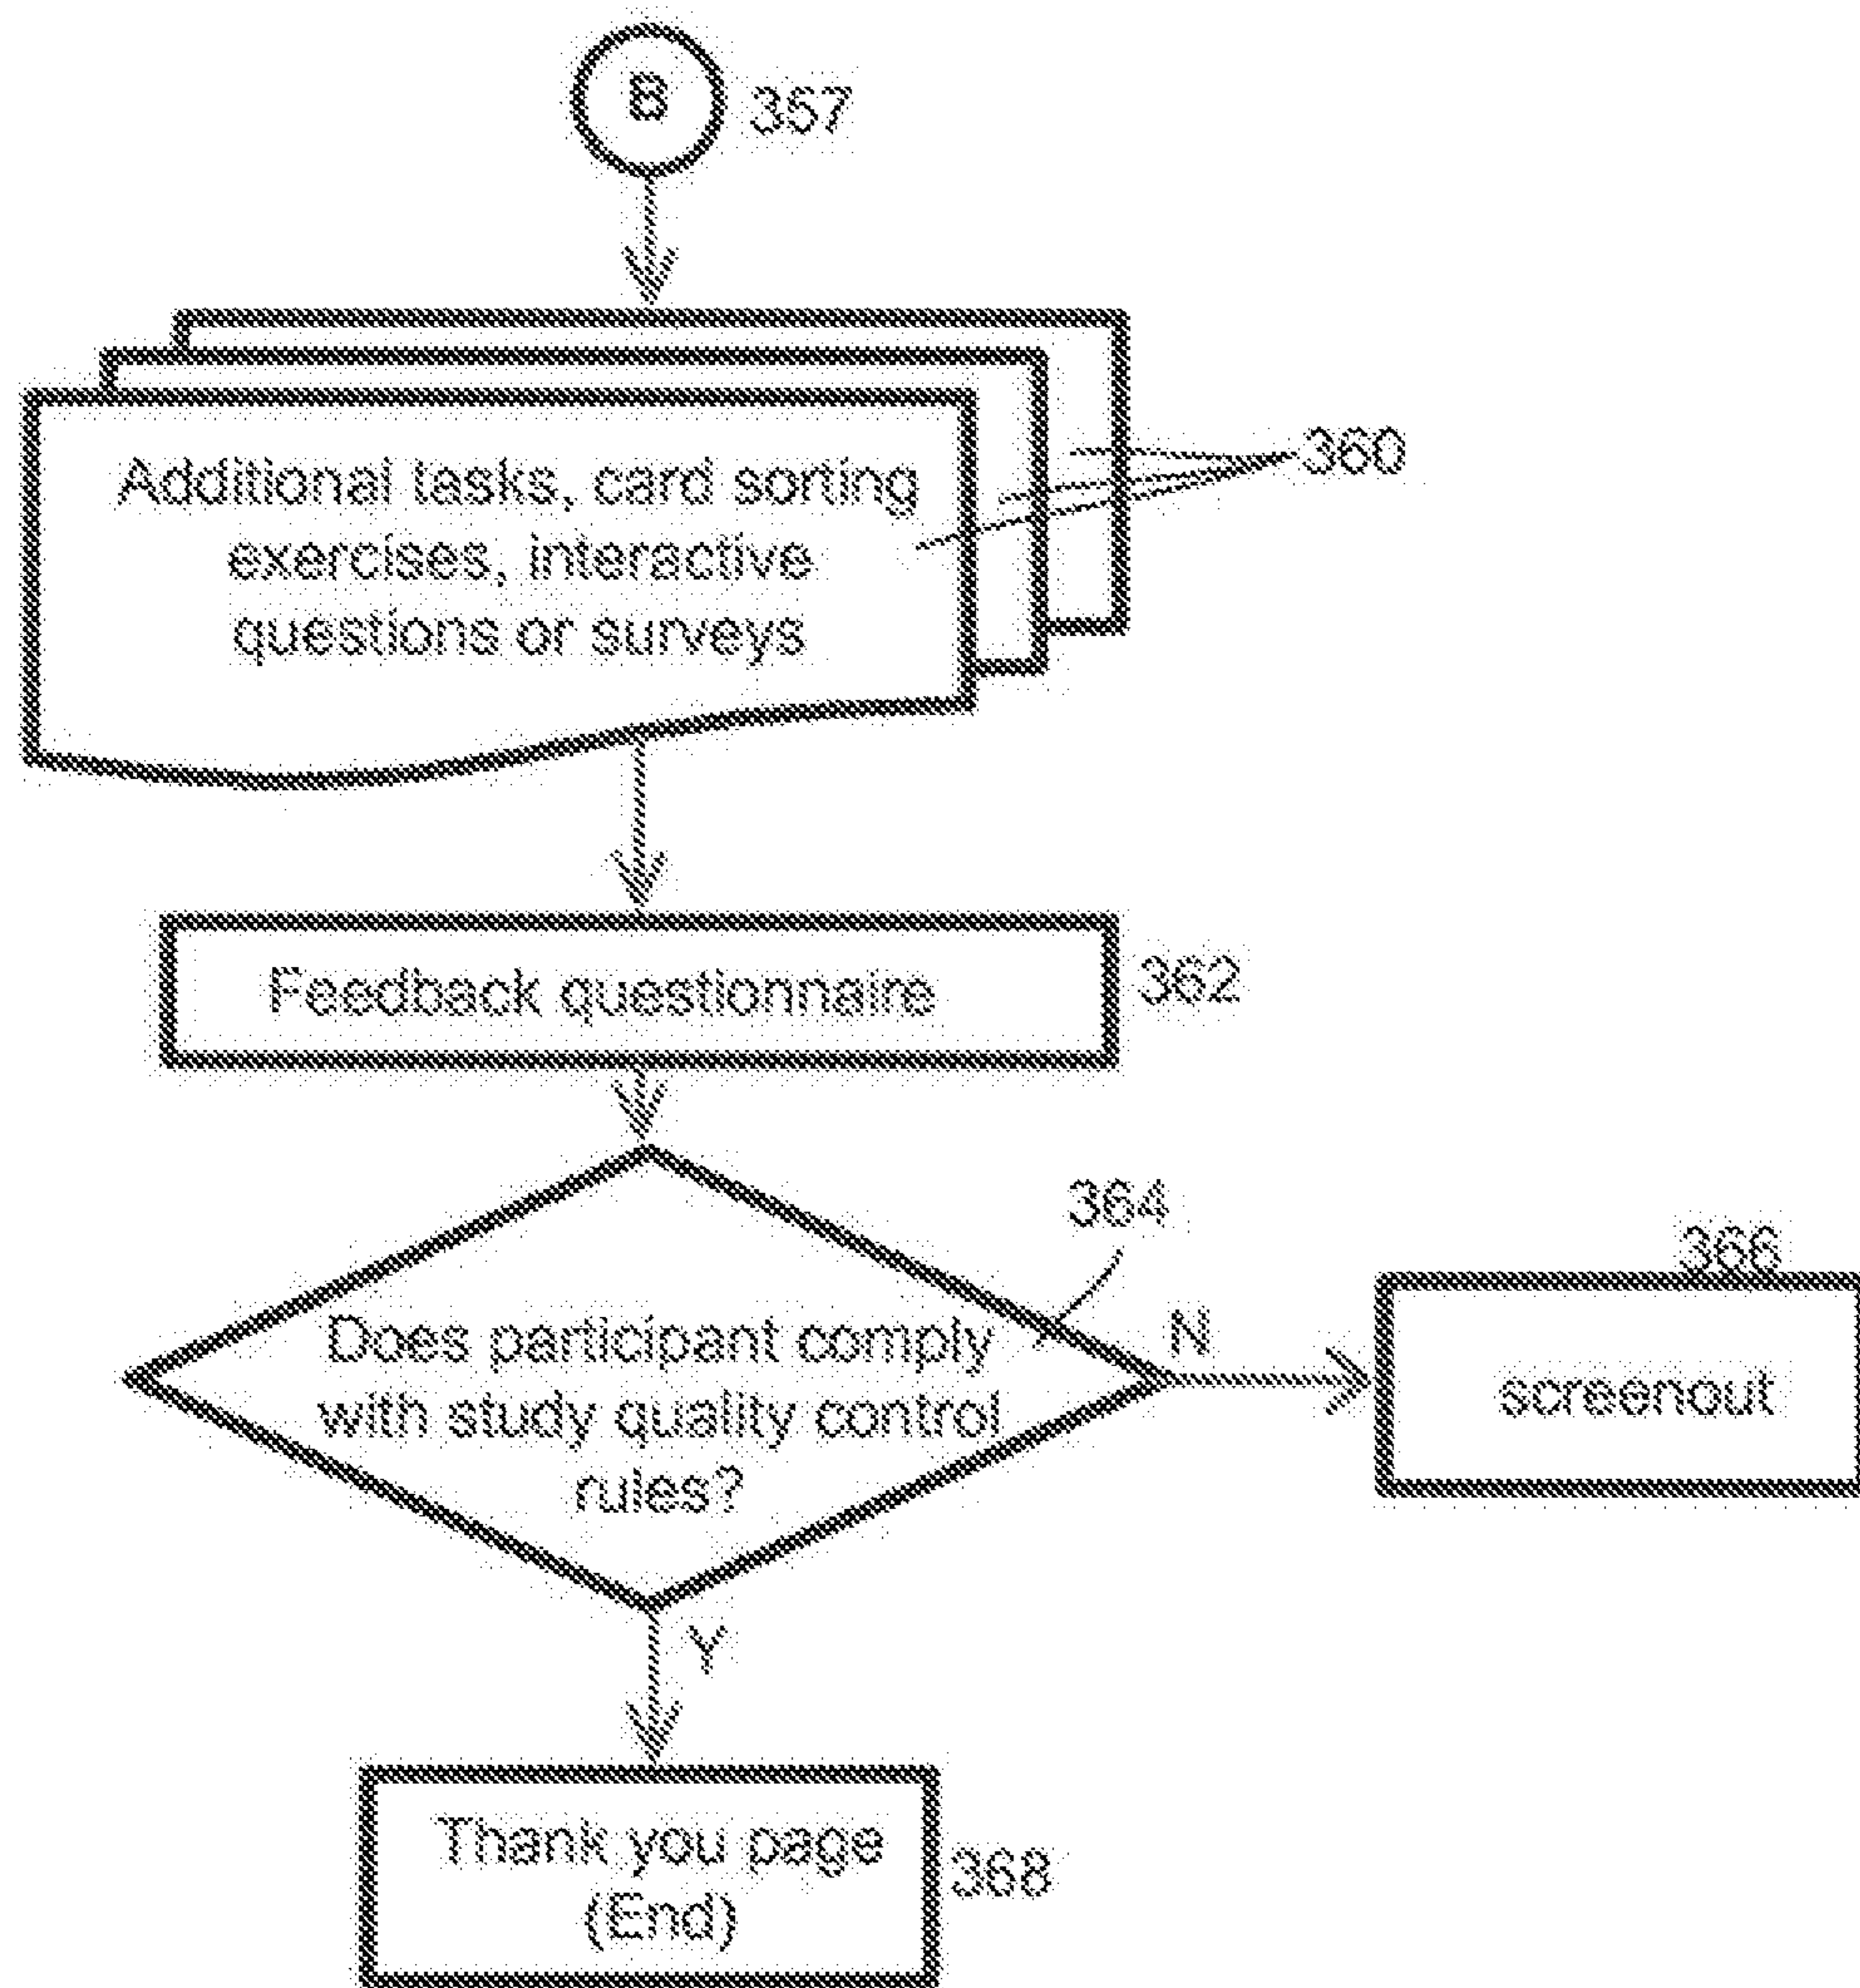 B 357
360
Additional tasks, card sorting
exercises, interactive
questions or surveys
Feedback questionnaire
362
364
366
Does participant comply
with study quality control
rules?
N
screenout
Y
Thank you page
(End)
368